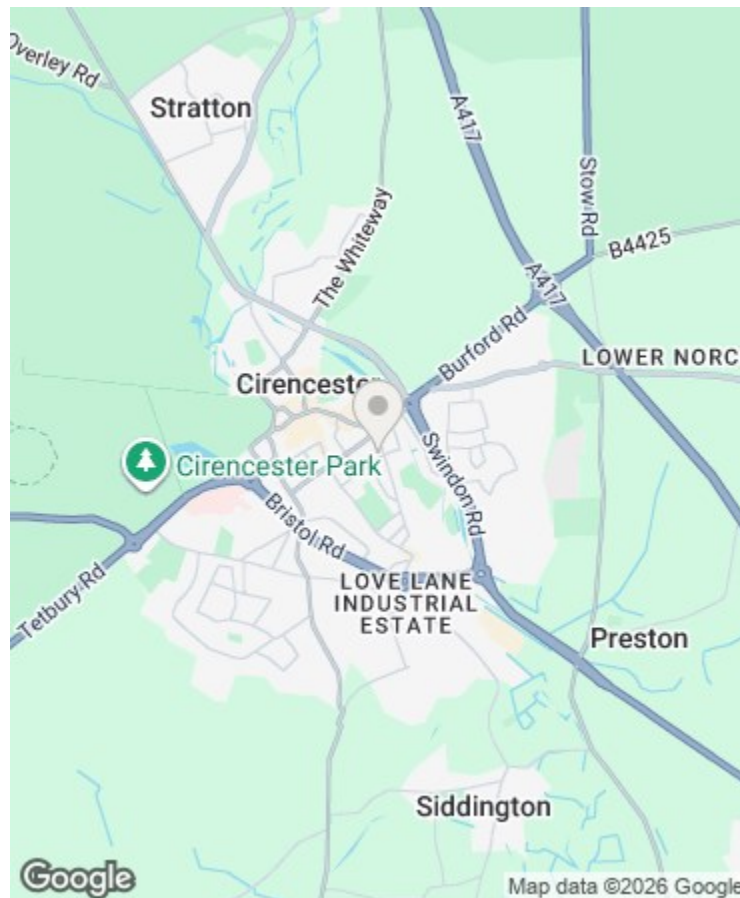 Overley Rd
Stratton
A417
Stow Rd
The Whiteway
B4425
A417
Burford Rd
LOWER NORC
Cirencester
Cirencester Park
Swindon Rd
Bristol Rd
Tetbury Rd
LOVE LANE
INDUSTRIAL
ESTATE
Preston
Siddington
Google
Map data ©2026 Google